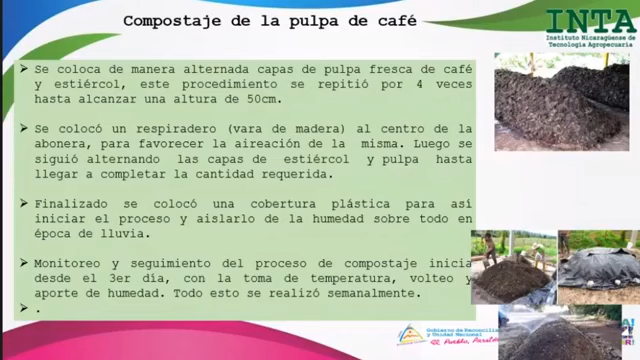 Compostaje de la pulpa de café
INTA
Instituto Nicaragüense de
Tecnología Agropecuaria
➢ Se coloca de manera alternada capas de pulpa fresca de café
y estiércol, este procedimiento se repitió por 4 veces
hasta alcanzar una altura de 50cm.
➢ Se colocó un respiradero (vara de madera) al centro de la
abonera, para favorecer la aireación de la misma. Luego se
siguió alternando las capas de estiércol y pulpa hasta
llegar a completar la cantidad requerida.
➢ Finalizado se colocó una cobertura plástica para así
iniciar el proceso y aislarlo de la humedad sobre todo en
época de lluvia.
➢ Monitoreo y seguimiento del proceso de compostaje inicia
desde el 3er día, con la toma de temperatura, volteo y
aporte de humedad. Todo esto se realizó semanalmente.
➢ .
Gobierno de Reconcilia
y Unidad Nacional
El Pueblo, Preside